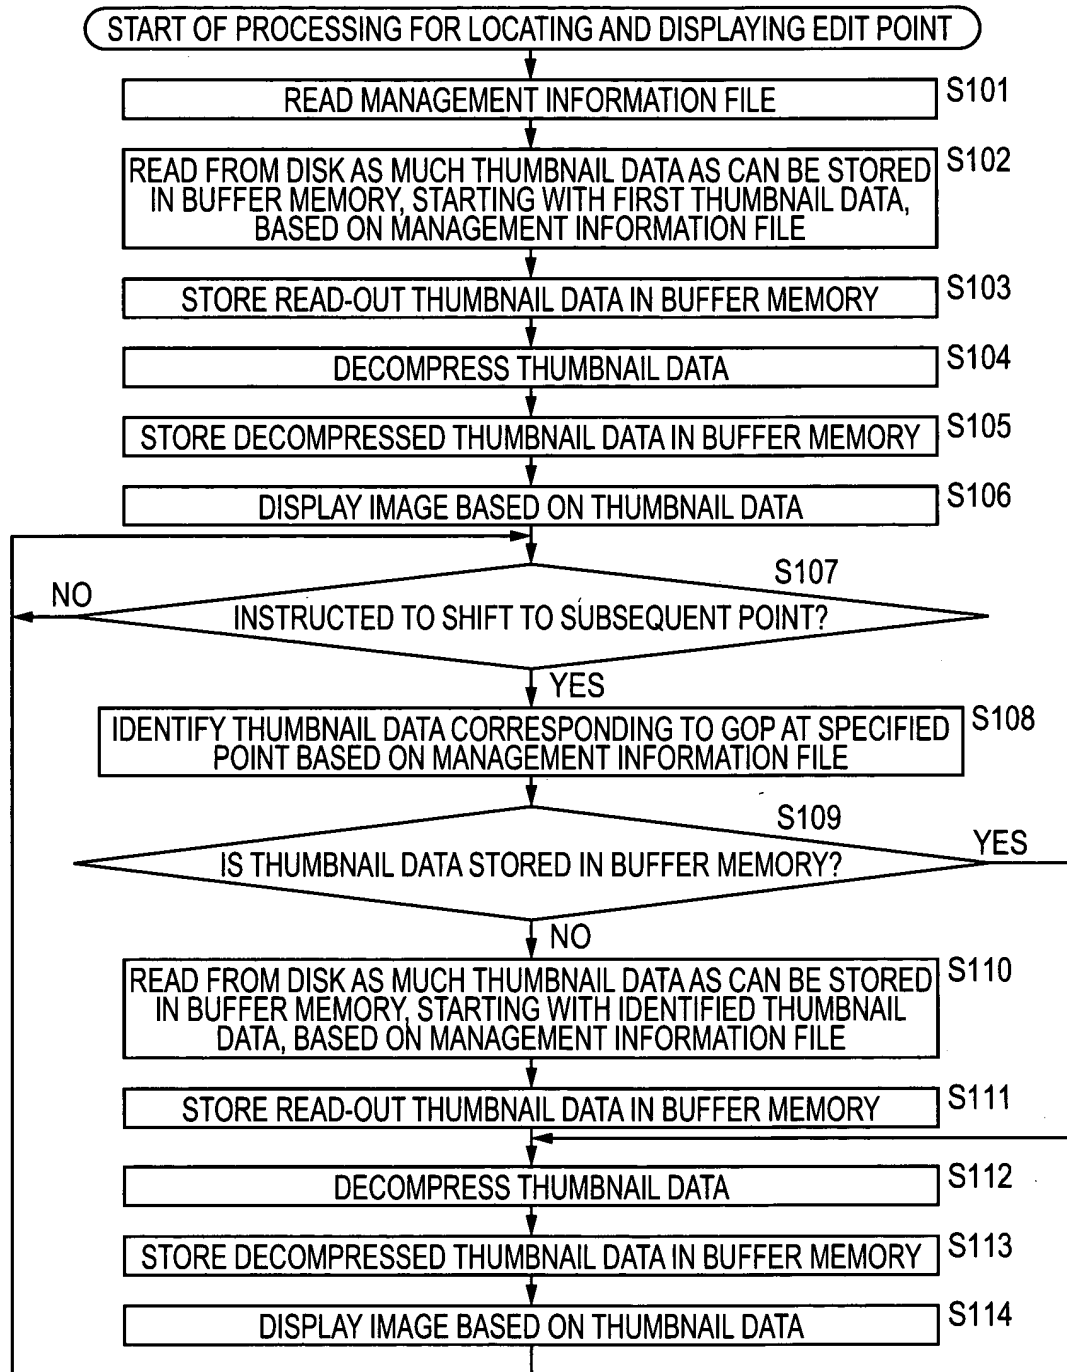 START OF PROCESSING FOR LOCATING AND DISPLAYING EDIT POINT
READ MANAGEMENT INFORMATION FILE
S101
READ FROM DISK AS MUCH THUMBNAIL DATA AS CAN BE STORED
IN BUFFER MEMORY, STARTING WITH FIRST THUMBNAIL DATA,
BASED ON MANAGEMENT INFORMATION FILE
S102
STORE READ-OUT THUMBNAIL DATA IN BUFFER MEMORY
S103
DECOMPRESS THUMBNAIL DATA
S104
STORE DECOMPRESSED THUMBNAIL DATA IN BUFFER MEMORY
S105
DISPLAY IMAGE BASED ON THUMBNAIL DATA
S106
S107
NO
INSTRUCTED TO SHIFT TO SUBSEQUENT POINT?
YES
IDENTIFY THUMBNAIL DATA CORRESPONDING TO GOP AT SPECIFIED
POINT BASED ON MANAGEMENT INFORMATION FILE
S108
S109
IS THUMBNAIL DATA STORED IN BUFFER MEMORY?
YES
NO
READ FROM DISK AS MUCH THUMBNAIL DATA AS CAN BE STORED
IN BUFFER MEMORY, STARTING WITH IDENTIFIED THUMBNAIL
DATA, BASED ON MANAGEMENT INFORMATION FILE
S110
STORE READ-OUT THUMBNAIL DATA IN BUFFER MEMORY
S111
DECOMPRESS THUMBNAIL DATA
S112
STORE DECOMPRESSED THUMBNAIL DATA IN BUFFER MEMORY
S113
DISPLAY IMAGE BASED ON THUMBNAIL DATA
S114